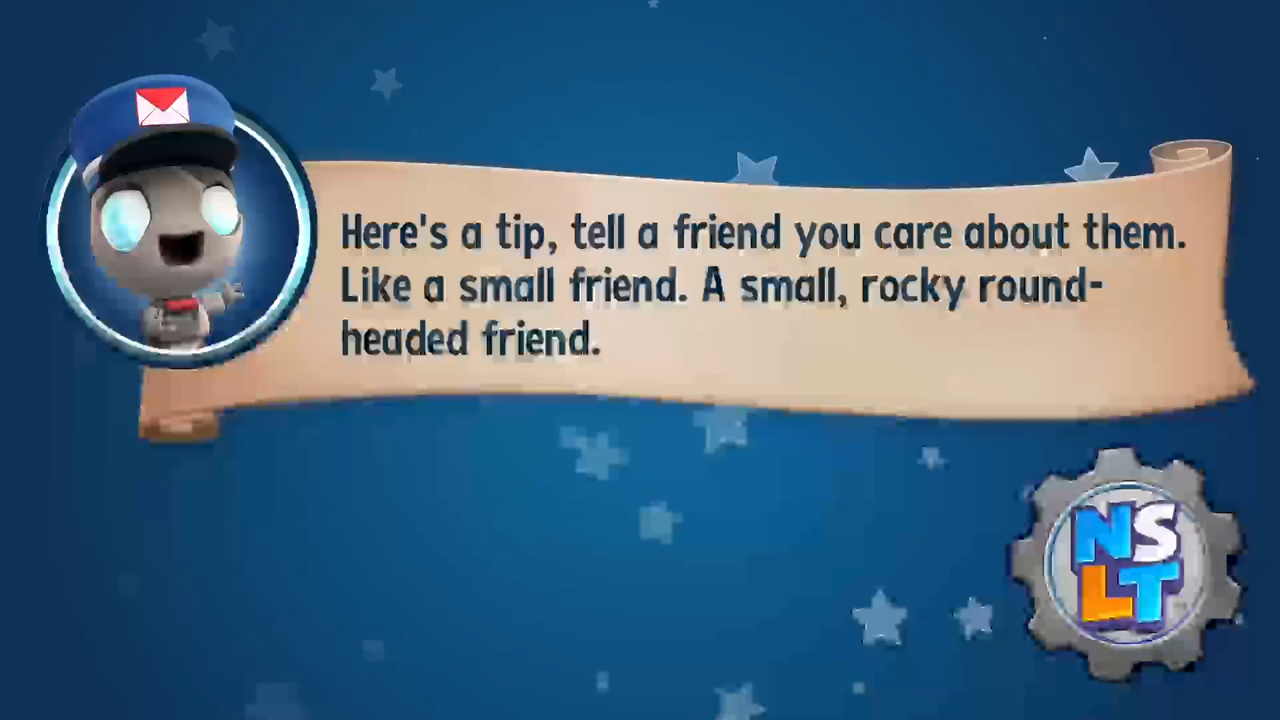 Here's a tip, tell a friend you care about them.
Like a small friend. A small, rocky round-
headed friend.
NS
LT